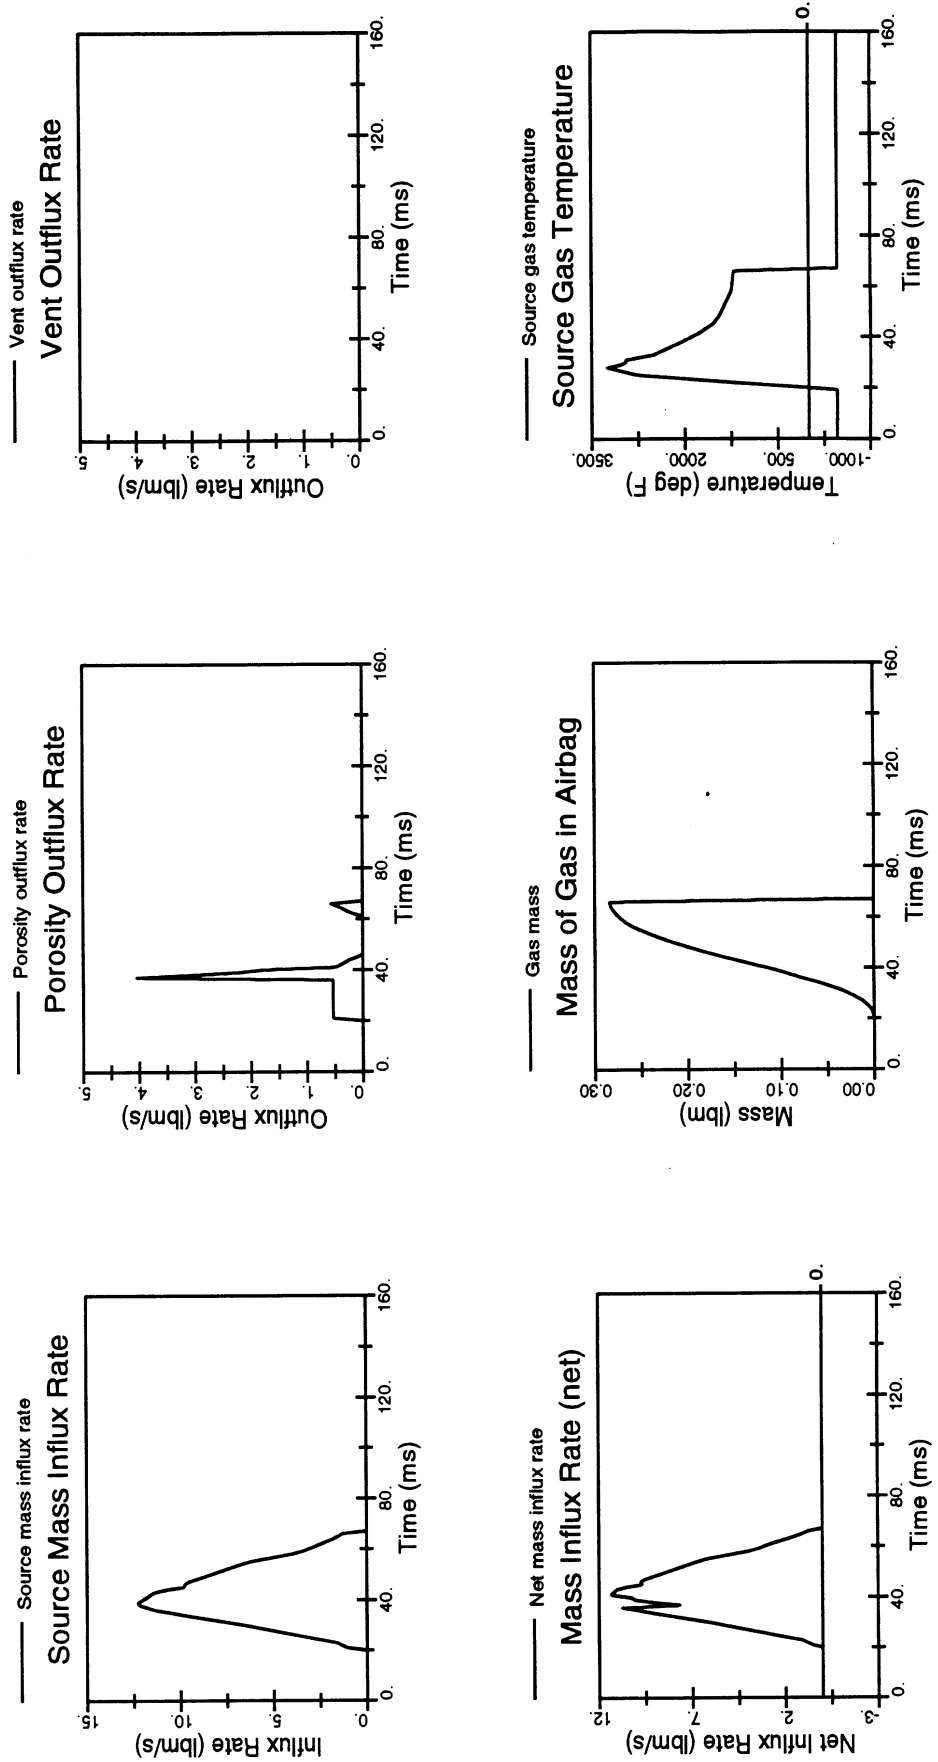 Source mass influx rate
Source Mass Influx Rate
Influx Rate (lbm/s)
15.
10.
5.
0.
0. 40. 80. 120. 160.
Time (ms)
Porosity outflux rate
Porosity Outflux Rate
Outflux Rate (lbm/s)
5.
4.
3.
2.
1.
0.
0. 40. 80. 120. 160.
Time (ms)
Vent outflux rate
Vent Outflux Rate
Outflux Rate (lbm/s)
5.
4.
3.
2.
1.
0.
0. 40. 80. 120. 160.
Time (ms)
Net mass influx rate
Mass Influx Rate (net)
Net Influx Rate (lbm/s)
12.
7.
2.
-3.
0.
0. 40. 80. 120. 160.
Time (ms)
Gas mass
Mass of Gas in Airbag
Mass (lbm)
0.30
0.20
0.10
0.00
0. 40. 80. 120. 160.
Time (ms)
Source gas temperature
Source Gas Temperature
Temperature (deg F)
3500.
2000.
500.
-1000.
0.
0. 40. 80. 120. 160.
Time (ms)